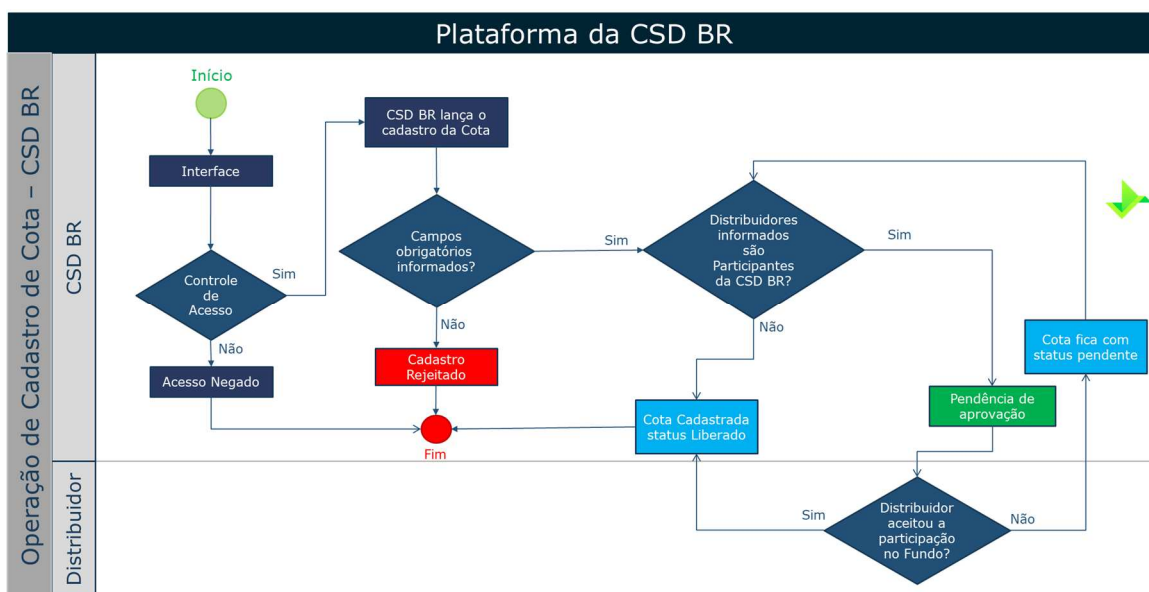 Plataforma da CSD BR
Operação de Cadastro de Cota – CSD BR
CSD BR
Distribuidor
Início
Interface
Controle
de
Acesso
Sim
Não
Acesso Negado
CSD BR lança o
cadastro da Cota
Campos
obrigatórios
informados?
Sim
Não
Cadastro
Rejeitado
Fim
Distribuidores
informados
são
Participantes
da CSD BR?
Sim
Não
Cota Cadastrada
status Liberado
Pendência de
aprovação
Cota fica com
status pendente
Distribuidor
aceitou a
participação
no Fundo?
Sim
Não